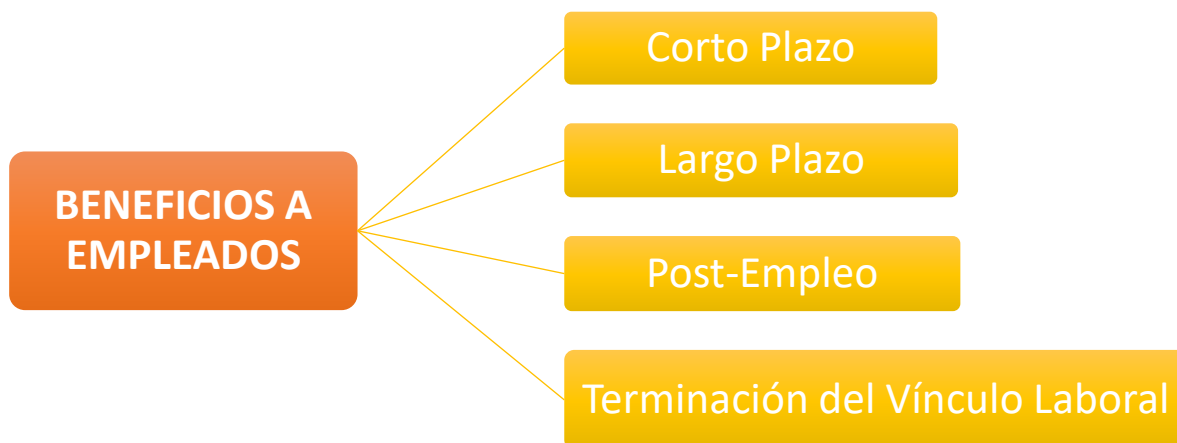 Corto Plazo
Largo Plazo
BENEFICIOS A
EMPLEADOS
Post-Empleo
Terminación del Vínculo Laboral